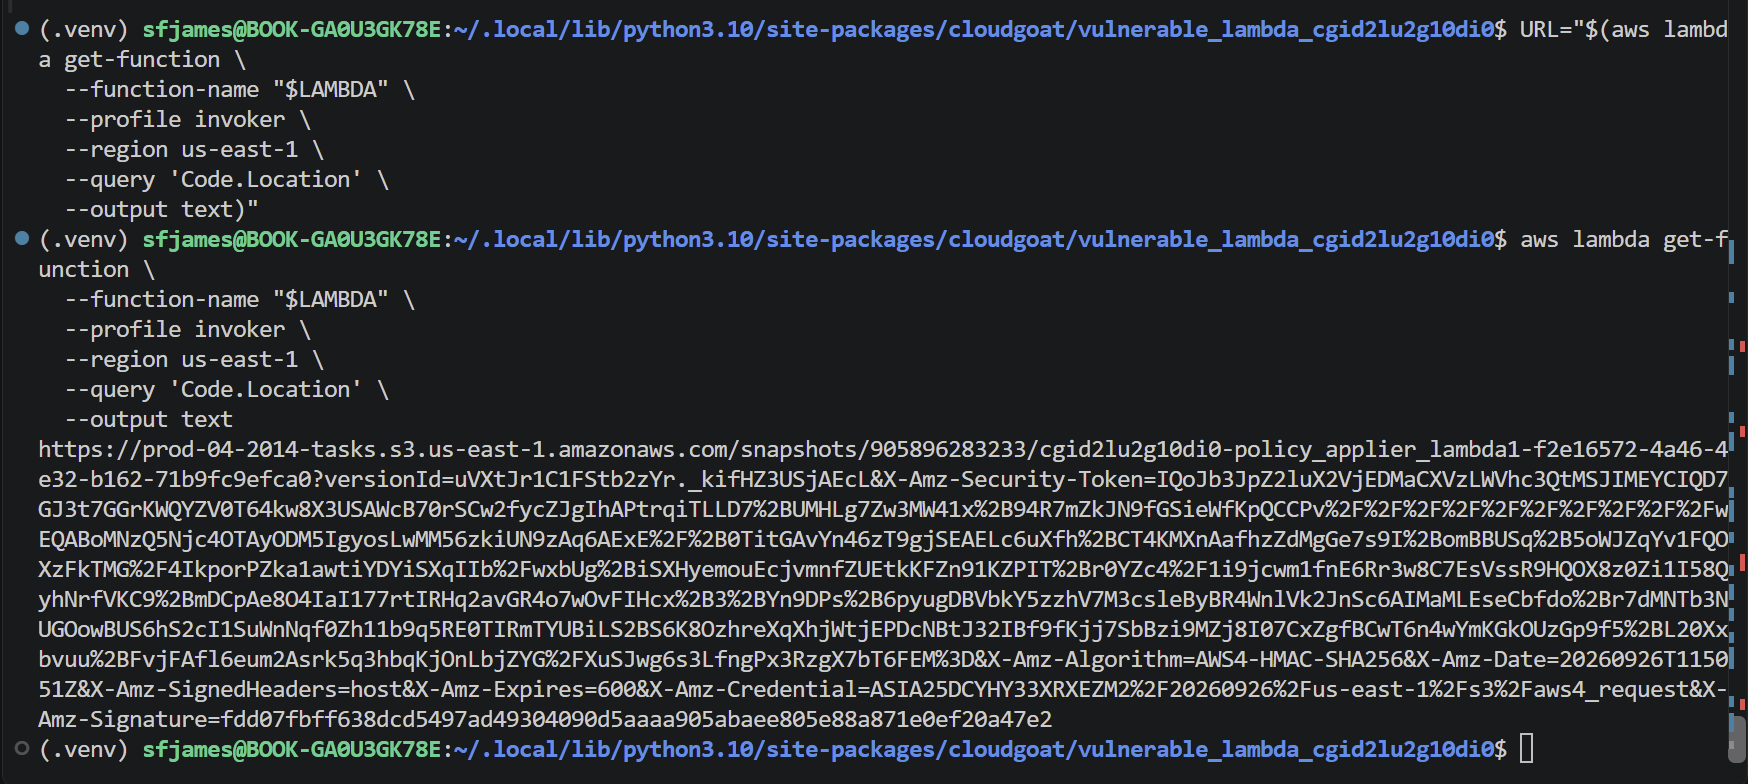 (.venv) sfjames@BOOK-GA0U3GK78E:~/.local/lib/python3.10/site-packages/cloudgoat/vulnerable_lambda_cgid2lu2g10di0$ URL="$(aws lambd
a get-function \
--function-name "$LAMBDA" \
--profile invoker \
--region us-east-1 \
--query 'Code.Location' \
--output text)"
(.venv) sfjames@BOOK-GA0U3GK78E:~/.local/lib/python3.10/site-packages/cloudgoat/vulnerable_lambda_cgid2lu2g10di0$ aws lambda get-f
unction \
--function-name "$LAMBDA" \
--profile invoker \
--region us-east-1 \
--query 'Code.Location' \
--output text
https://prod-04-2014-tasks.s3.us-east-1.amazonaws.com/snapshots/905896283233/cgid2lu2g10di0-policy_applier_lambda1-f2e16572-4a46-4
e32-b162-71b9fc9efca0?versionId=uVXtJr1C1FStb2zYr._kifHZ3USjAEcL&X-Amz-Security-Token=IQoJb3JpZ2luX2VjEDMaCXVzLWVhc3QtMSJIMEYCIQD7
GJ3t7GGrKWQYZV0T64kw8X3USAWcB70rSCw2fycZJgIhAPtrqiTLLD7%2BUMHLg7Zw3MW41x%2B94R7mZkJN9fGSieWfKpQCCPv%2F%2F%2F%2F%2F%2F%2F%2F%2F%2Fw
EQABoMNzQ5Njc4OTAyODM5IgyosLwMM56zkiUN9zAq6AExE%2F%2B0TitGAvYn46zT9gjSEAELc6uXfh%2BCT4KMXnAafhzZdMgGe7s9I%2BomBBUSq%2B5oWJZqYv1FQO
XzFkTMG%2F4IkporPZka1awtiYDYiSXqIIb%2FwxbUg%2BiSXHyemouEcjvmnfZUEtkKFZn91KZPIT%2Br0YZc4%2F1i9jcwm1fnE6Rr3w8C7EsVssR9HQOX8z0Zi1I58Q
yhNrfVKC9%2BmDCpAe8O4IaI177rtIRHq2avGR4o7wOvFIHcx%2B3%2BYn9DPs%2B6pyugDBVbkY5zzhV7M3csleByBR4WnlVk2JnSc6AIMaMLEseCbfdo%2Br7dMNTb3N
UGOowBUS6hS2cI1SuWnNqf0Zh11b9q5RE0TIRmTYUBiLS2BS6K8OzhreXqXhjWtjEPDcNBtJ32IBf9fKjj7SbBzi9MZj8I07CxZgfBCwT6n4wYmKGkOUzGp9f5%2BL20Xx
bvuu%2BFvjFAfl6eum2Asrk5q3hbqKjOnLbjZYG%2FXuSJwg6s3LfngPx3RzgX7bT6FEM%3D&X-Amz-Algorithm=AWS4-HMAC-SHA256&X-Amz-Date=20260926T1150
51Z&X-Amz-SignedHeaders=host&X-Amz-Expires=600&X-Amz-Credential=ASIA25DCYHY33XRXEZM2%2F20260926%2Fus-east-1%2Fs3%2Faws4_request&X-
Amz-Signature=fdd07fbff638dcd5497ad49304090d5aaaa905abaee805e88a871e0ef20a47e2
(.venv) sfjames@BOOK-GA0U3GK78E:~/.local/lib/python3.10/site-packages/cloudgoat/vulnerable_lambda_cgid2lu2g10di0$